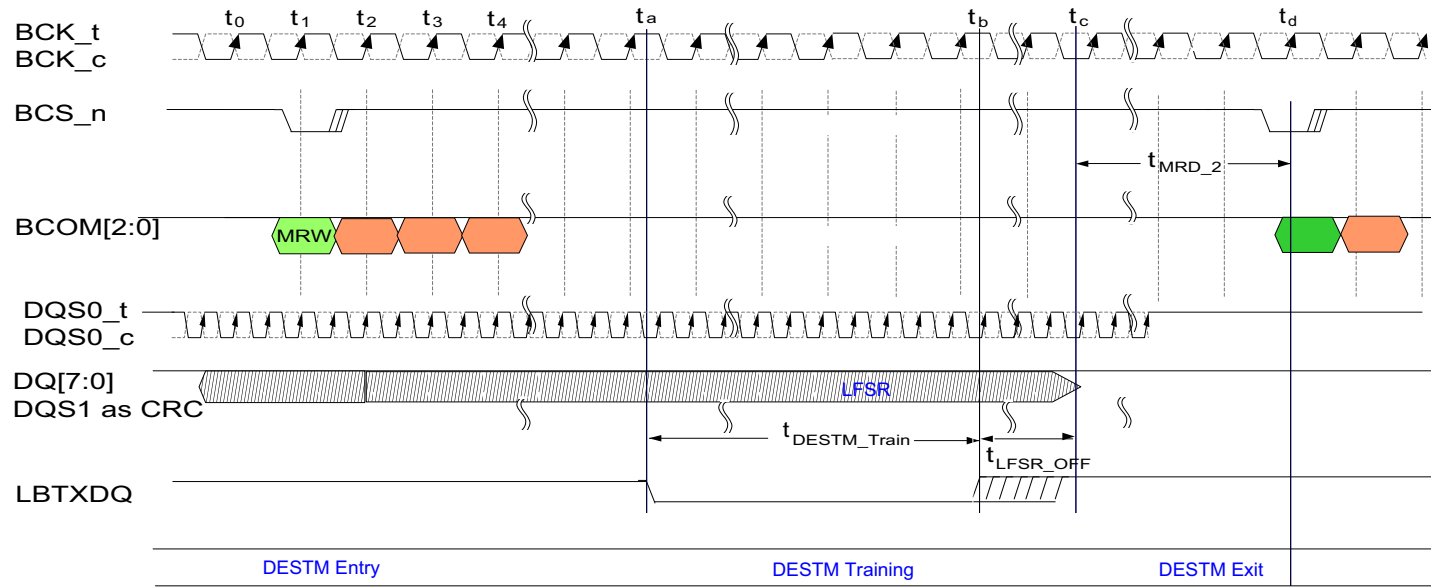 t0 t1 t2 t3 t4 ta tb tc td
BCK_t
BCK_c
BCS_n
tMRD_2
BCOM[2:0]
MRW
DQS0_t
DQS0_c
DQ[7:0]
LFSR
DQS1 as CRC
tDESTM_Train
tLFSR_OFF
LBTXDQ
DESTM Entry DESTM Training DESTM Exit